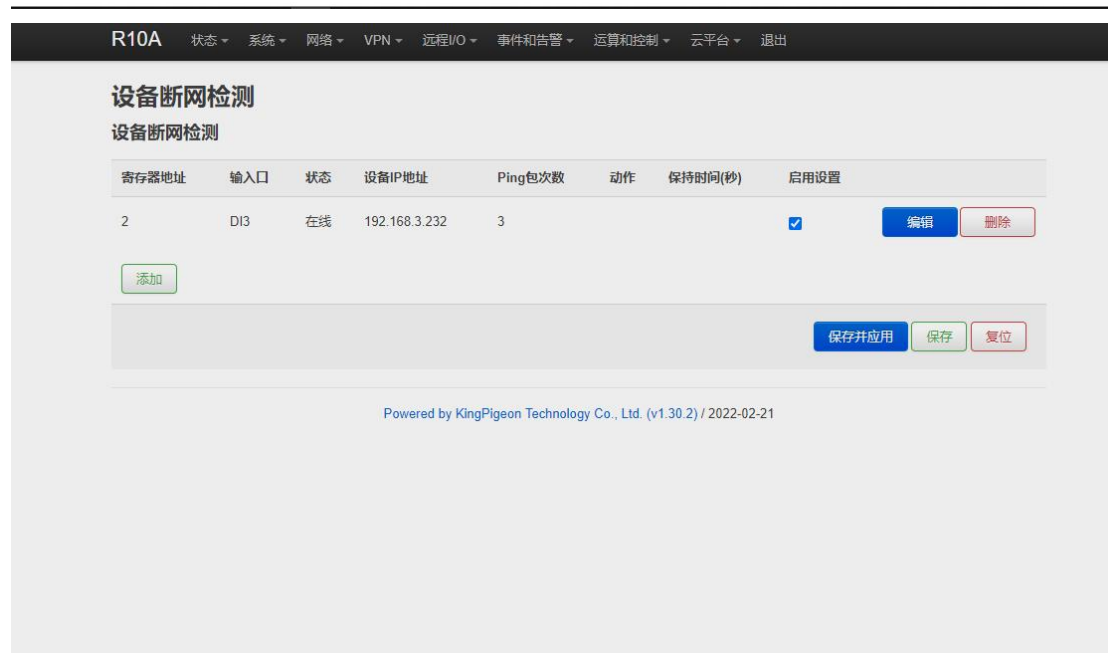 R10A 状态 系统 网络 VPN 远程I/O 事件和告警 运算和控制 云平台 退出
设备断网检测
设备断网检测
寄存器地址 输入口 状态 设备IP地址 Ping包次数 动作 保持时间(秒) 启用设置
2 DI3 在线 192.168.3.232 3 编辑 删除
添加
保存并应用 保存 复位
Powered by KingPigeon Technology Co., Ltd. (v1.30.2) / 2022-02-21